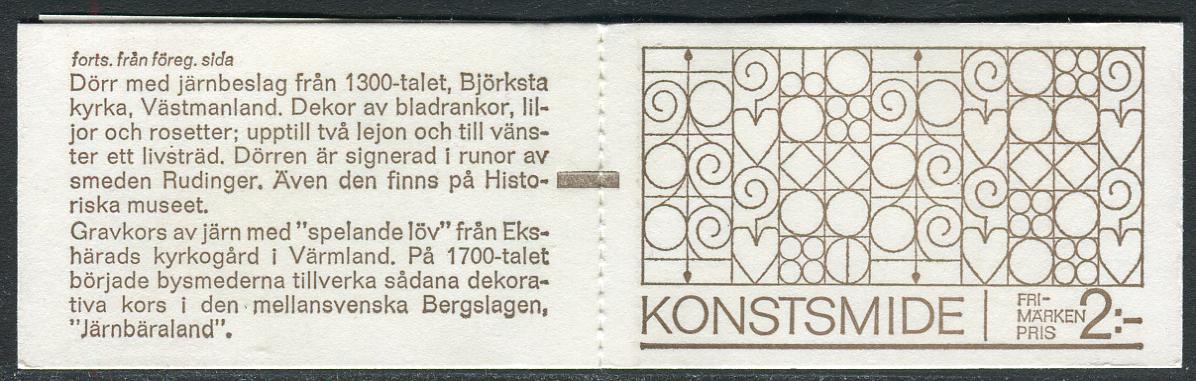 forts. från föreg. sida
Dörr med järnbeslag från 1300-talet, Björksta
kyrka, Västmanland. Dekor av bladrankor, lil-
jor och rosetter; upptill två lejon och till väns-
ter ett livsträd. Dörren är signerad i runor av
smeden Rudinger. Även den finns på Histo-
riska museet.
Gravkors av järn med "spelande löv" från Eks-
härads kyrkogård i Värmland. På 1700-talet
började bysmederna tillverka sådana dekora-
tiva kors i den mellansvenska Bergslagen,
"Järnbäraland".
KONSTSMIDE
FRI-
MÄRKEN
PRIS
2:-